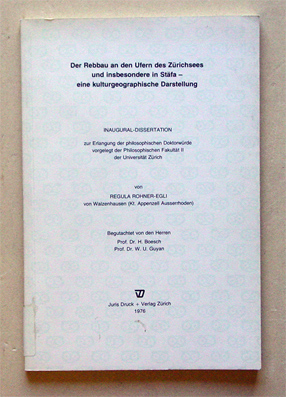 Der Rebbau an den Ufern des Zürichsees
und insbesondere in Stäfa –
eine kulturgeographische Darstellung
INAUGURAL-DISSERTATION
zur Erlangung der philosophischen Doktorwürde
vorgelegt der Philosophischen Fakultät II
der Universität Zürich
von
REGULA ROHNER-EGLI
von Walzenhausen (Kt. Appenzell Ausserrhoden)
Begutachtet von den Herren
Prof. Dr. H. Boesch
Prof. Dr. W. U. Guyan
Juris Druck + Verlag Zürich
1976